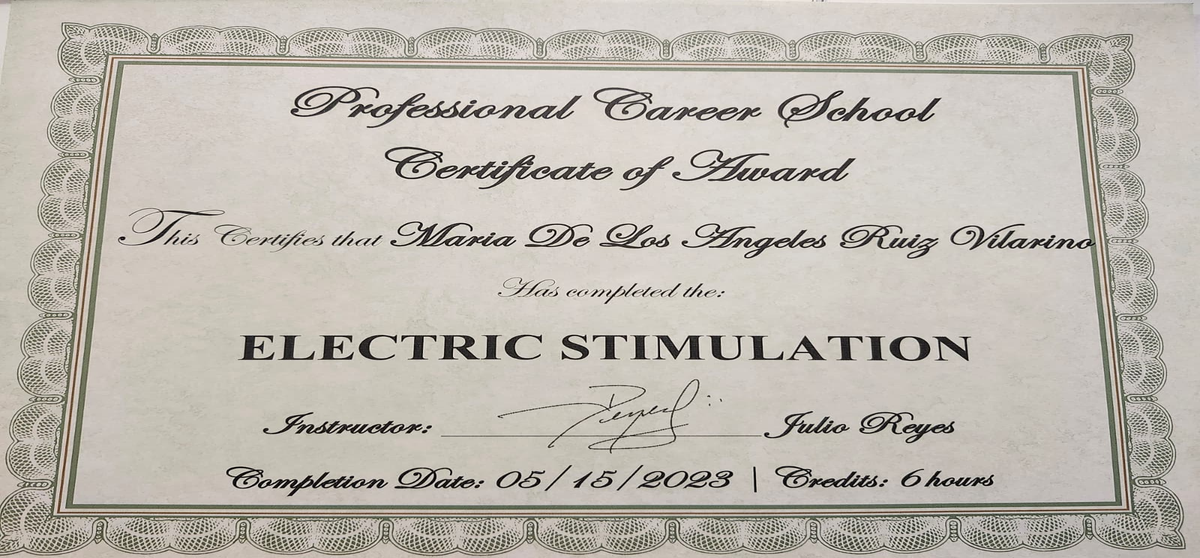 Professional Career School
Certificate of Award
This Certifies that Maria De Los Angeles Ruiz Vilarino
Has completed the:
ELECTRIC STIMULATION
Instructor: Reyes Julio Reyes
Completion Date: 05/15/2023 | Credits: 6 hours